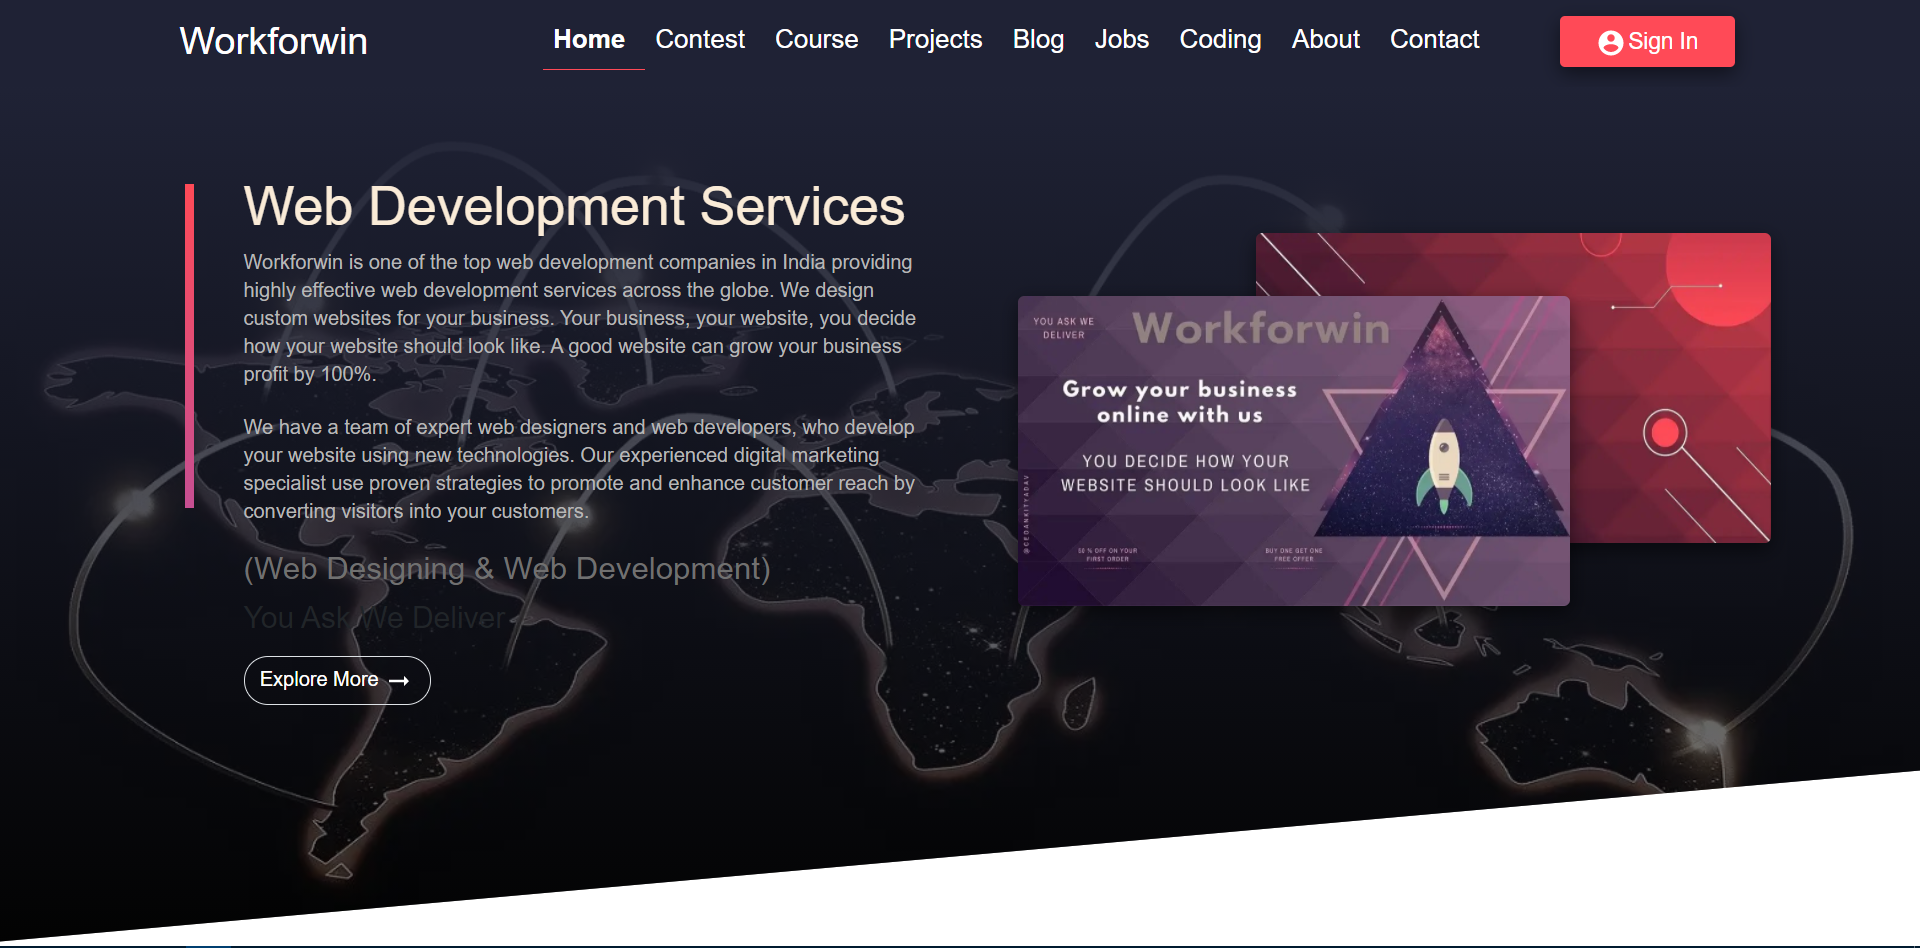 Workforwin
Home Contest Course Projects Blog Jobs Coding About Contact
Sign In
Web Development Services
Workforwin is one of the top web development companies in India providing
highly effective web development services across the globe. We design
custom websites for your business. Your business, your website, you decide
how your website should look like. A good website can grow your business
profit by 100%.
We have a team of expert web designers and web developers, who develop
your website using new technologies. Our experienced digital marketing
specialist use proven strategies to promote and enhance customer reach by
converting visitors into your customers.
(Web Designing & Web Development)
You Ask We Deliver
Explore More
YOU ASK WE
DELIVER
Workforwin
Grow your business
online with us
YOU DECIDE HOW YOUR
WEBSITE SHOULD LOOK LIKE
@CEOANKITYADAV
50 % OFF ON YOUR
FIRST ORDER
BUY ONE GET ONE
FREE OFFER